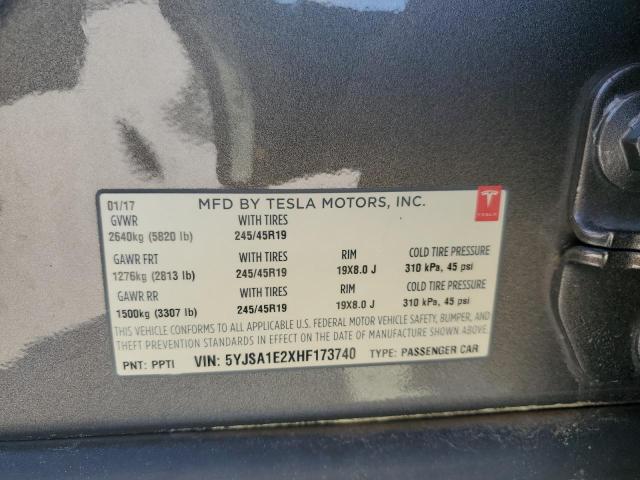 01/17 MFD BY TESLA MOTORS, INC.
GVWR WITH TIRES
2640kg (5820 lb) 245/45R19
GAWR FRT WITH TIRES RIM COLD TIRE PRESSURE
1276kg (2813 lb) 245/45R19 19X8.0 J 310 kPa, 45 psi
GAWR RR WITH TIRES RIM COLD TIRE PRESSURE
1500kg (3307 lb) 245/45R19 19X8.0 J 310 kPa, 45 psi
THIS VEHICLE CONFORMS TO ALL APPLICABLE U.S. FEDERAL MOTOR VEHICLE SAFETY, BUMPER, AND
THEFT PREVENTION STANDARDS IN EFFECT ON THE DATE OF MANUFACTURE SHOWN ABOVE.
PNT: PPTI VIN: 5YJSA1E2XHF173740 TYPE: PASSENGER CAR
TESLA